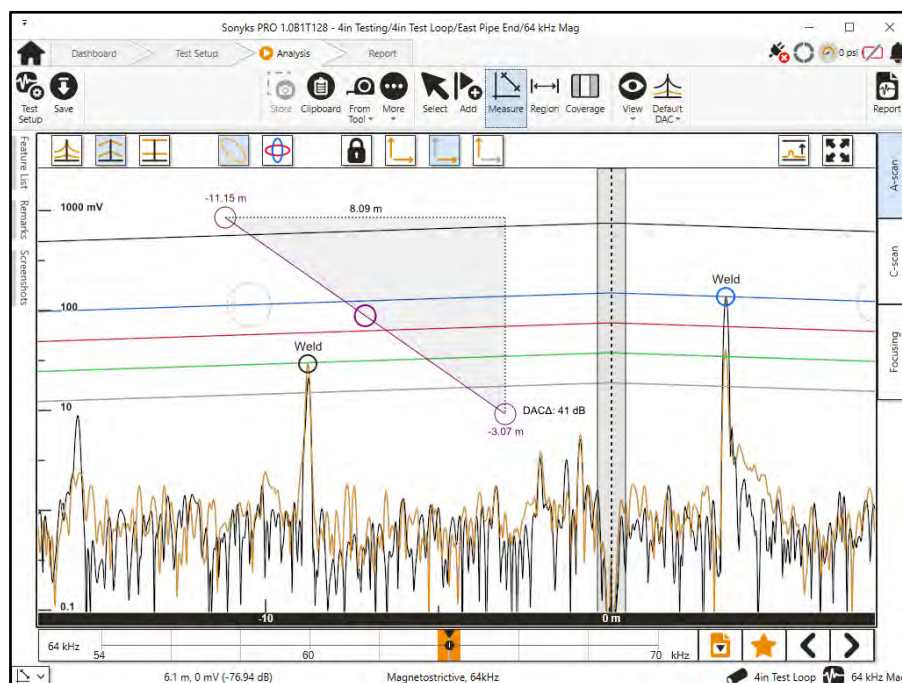 Sonyks PRO 1.0B1T128 - 4in Testing/4in Test Loop/East Pipe End/64 kHz Mag
Dashboard
Test Setup
Analysis
Report
0 psi
Test Setup
Save
Store
Clipboard
From Tool
More
Select
Add
Measure
Region
Coverage
View
Default DAC
Report
Feature List
Remarks
Screenshots
A-scan
C-scan
Focusing
-11.15 m
8.09 m
1000 mV
Weld
100
Weld
10
DACΔ: 41 dB
-3.07 m
0.1
-10
0 m
64 kHz
54
60
70
kHz
6.1 m, 0 mV (-76.94 dB)
Magnetostrictive, 64kHz
4in Test Loop
64 kHz Mag